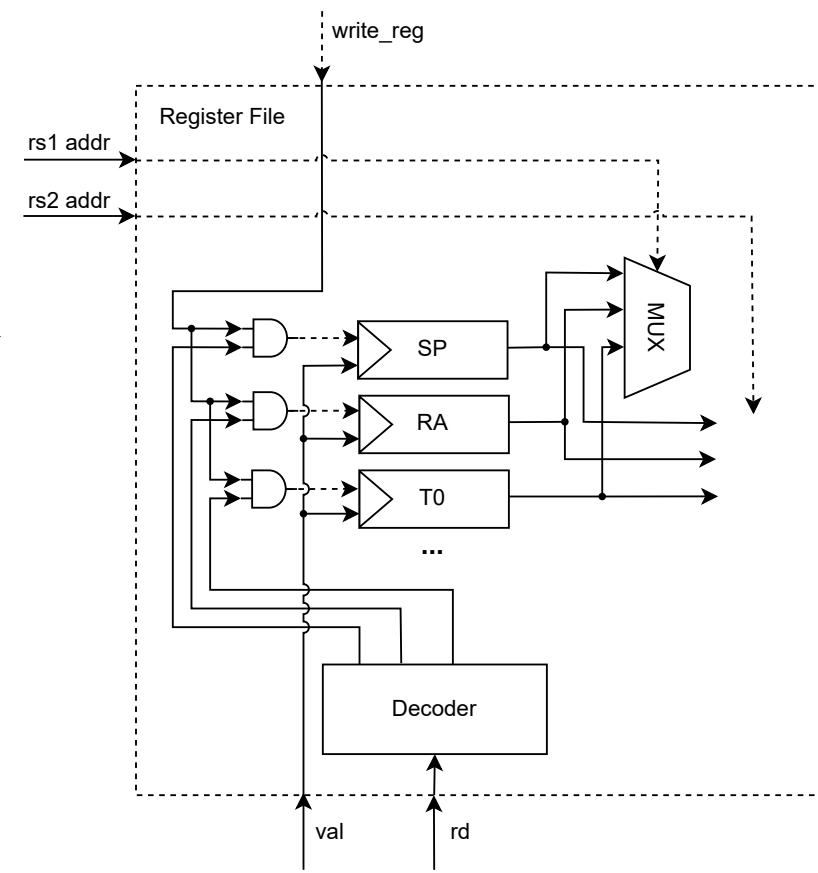 write_reg
Register File
rs1 addr
rs2 addr
MUX
SP
RA
T0
...
Decoder
val
rd